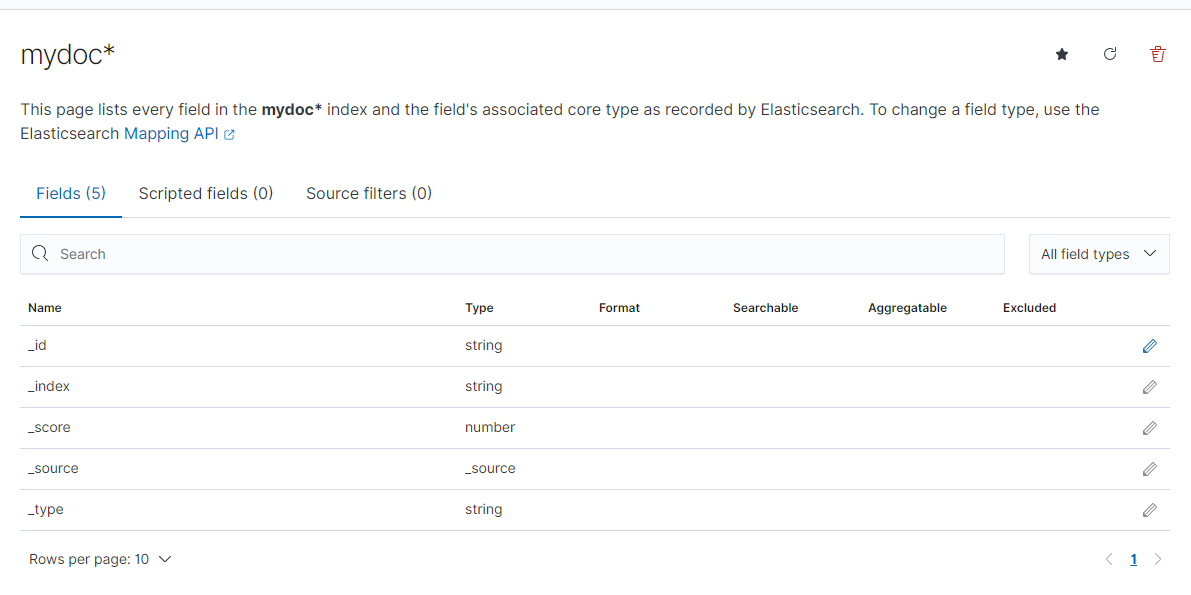 mydoc*
This page lists every field in the mydoc* index and the field's associated core type as recorded by Elasticsearch. To change a field type, use the
Elasticsearch Mapping API
Fields (5) Scripted fields (0) Source filters (0)
Search All field types
Name Type Format Searchable Aggregatable Excluded
_id string
_index string
_score number
_source _source
_type string
Rows per page: 10 1